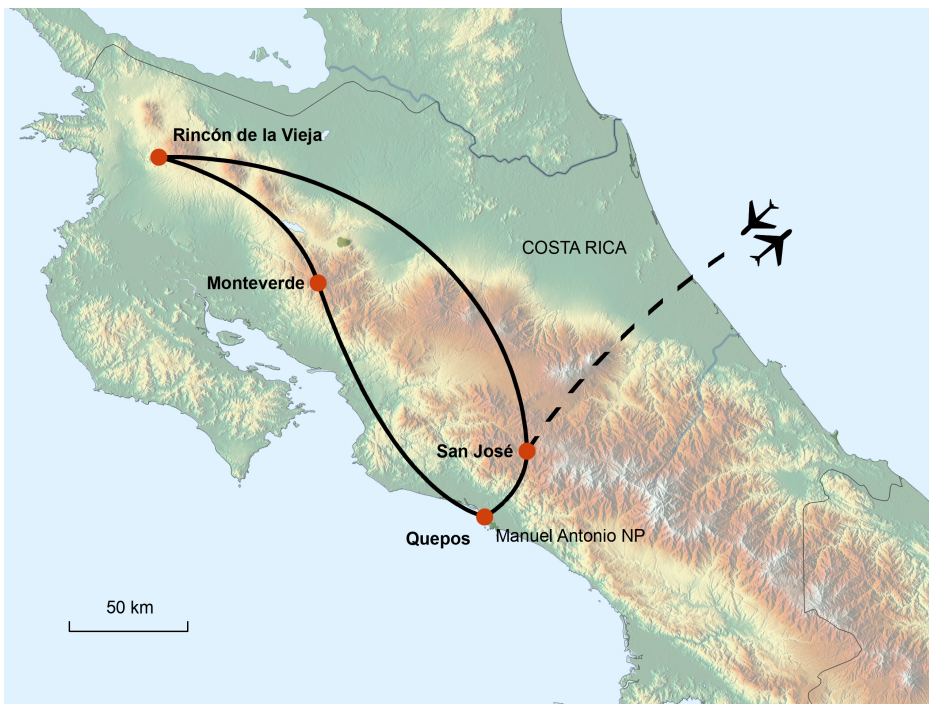 Rincón de la Vieja
COSTA RICA
Monteverde
San José
Quepos
Manuel Antonio NP
50 km